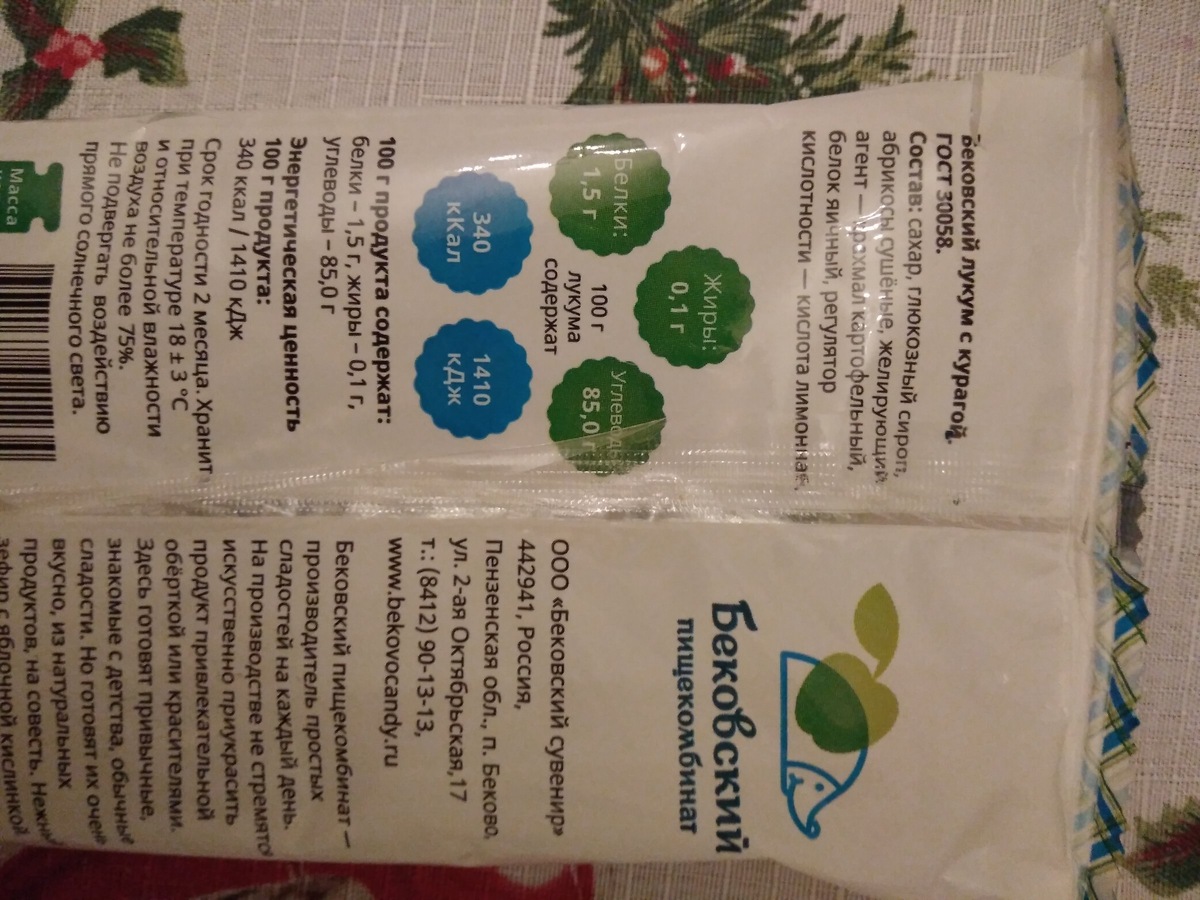 Бековский лукум с курагой.
ГОСТ 30058.
Состав: сахар, глюкозный сироп,
абрикосы сушёные, желирующий
агент — крахмал картофельный,
белок яичный, регулятор
кислотности — кислота лимонная.
Жиры:
0,1 г
Белки:
1,5 г
100 г
лукума
содержат
Углеводы
85,0 г
340
кКал
1410
кДж
100 г продукта содержит:
белки – 1,5 г, жиры – 0,1 г,
углеводы – 85,0 г
Энергетическая ценность
100 г продукта:
340 ккал / 1410 кДж
Срок годности 2 месяца. Хранить
при температуре 18 ± 3 °С
и относительной влажности
воздуха не более 75%.
Не подвергать воздействию
прямого солнечного света.
Масса
Бековский
пищекомбинат
ООО «Бековский сувенир»
442941, Россия,
Пензенская обл., п. Беково,
ул. 2-ая Октябрьская,17
т.: (8412) 90-13-13,
www.bekovocandy.ru
Бековский пищекомбинат —
производитель простых
сладостей на каждый день.
На производстве не стремятся
искусственно приукрасить
продукт привлекательной
обёрткой или красителями.
Здесь готовят привычные,
знакомые с детства, обычные
сладости. Но готовят их очень
вкусно, из натуральных
продуктов, на совесть. Нежный
зефир с яблочной кислинкой